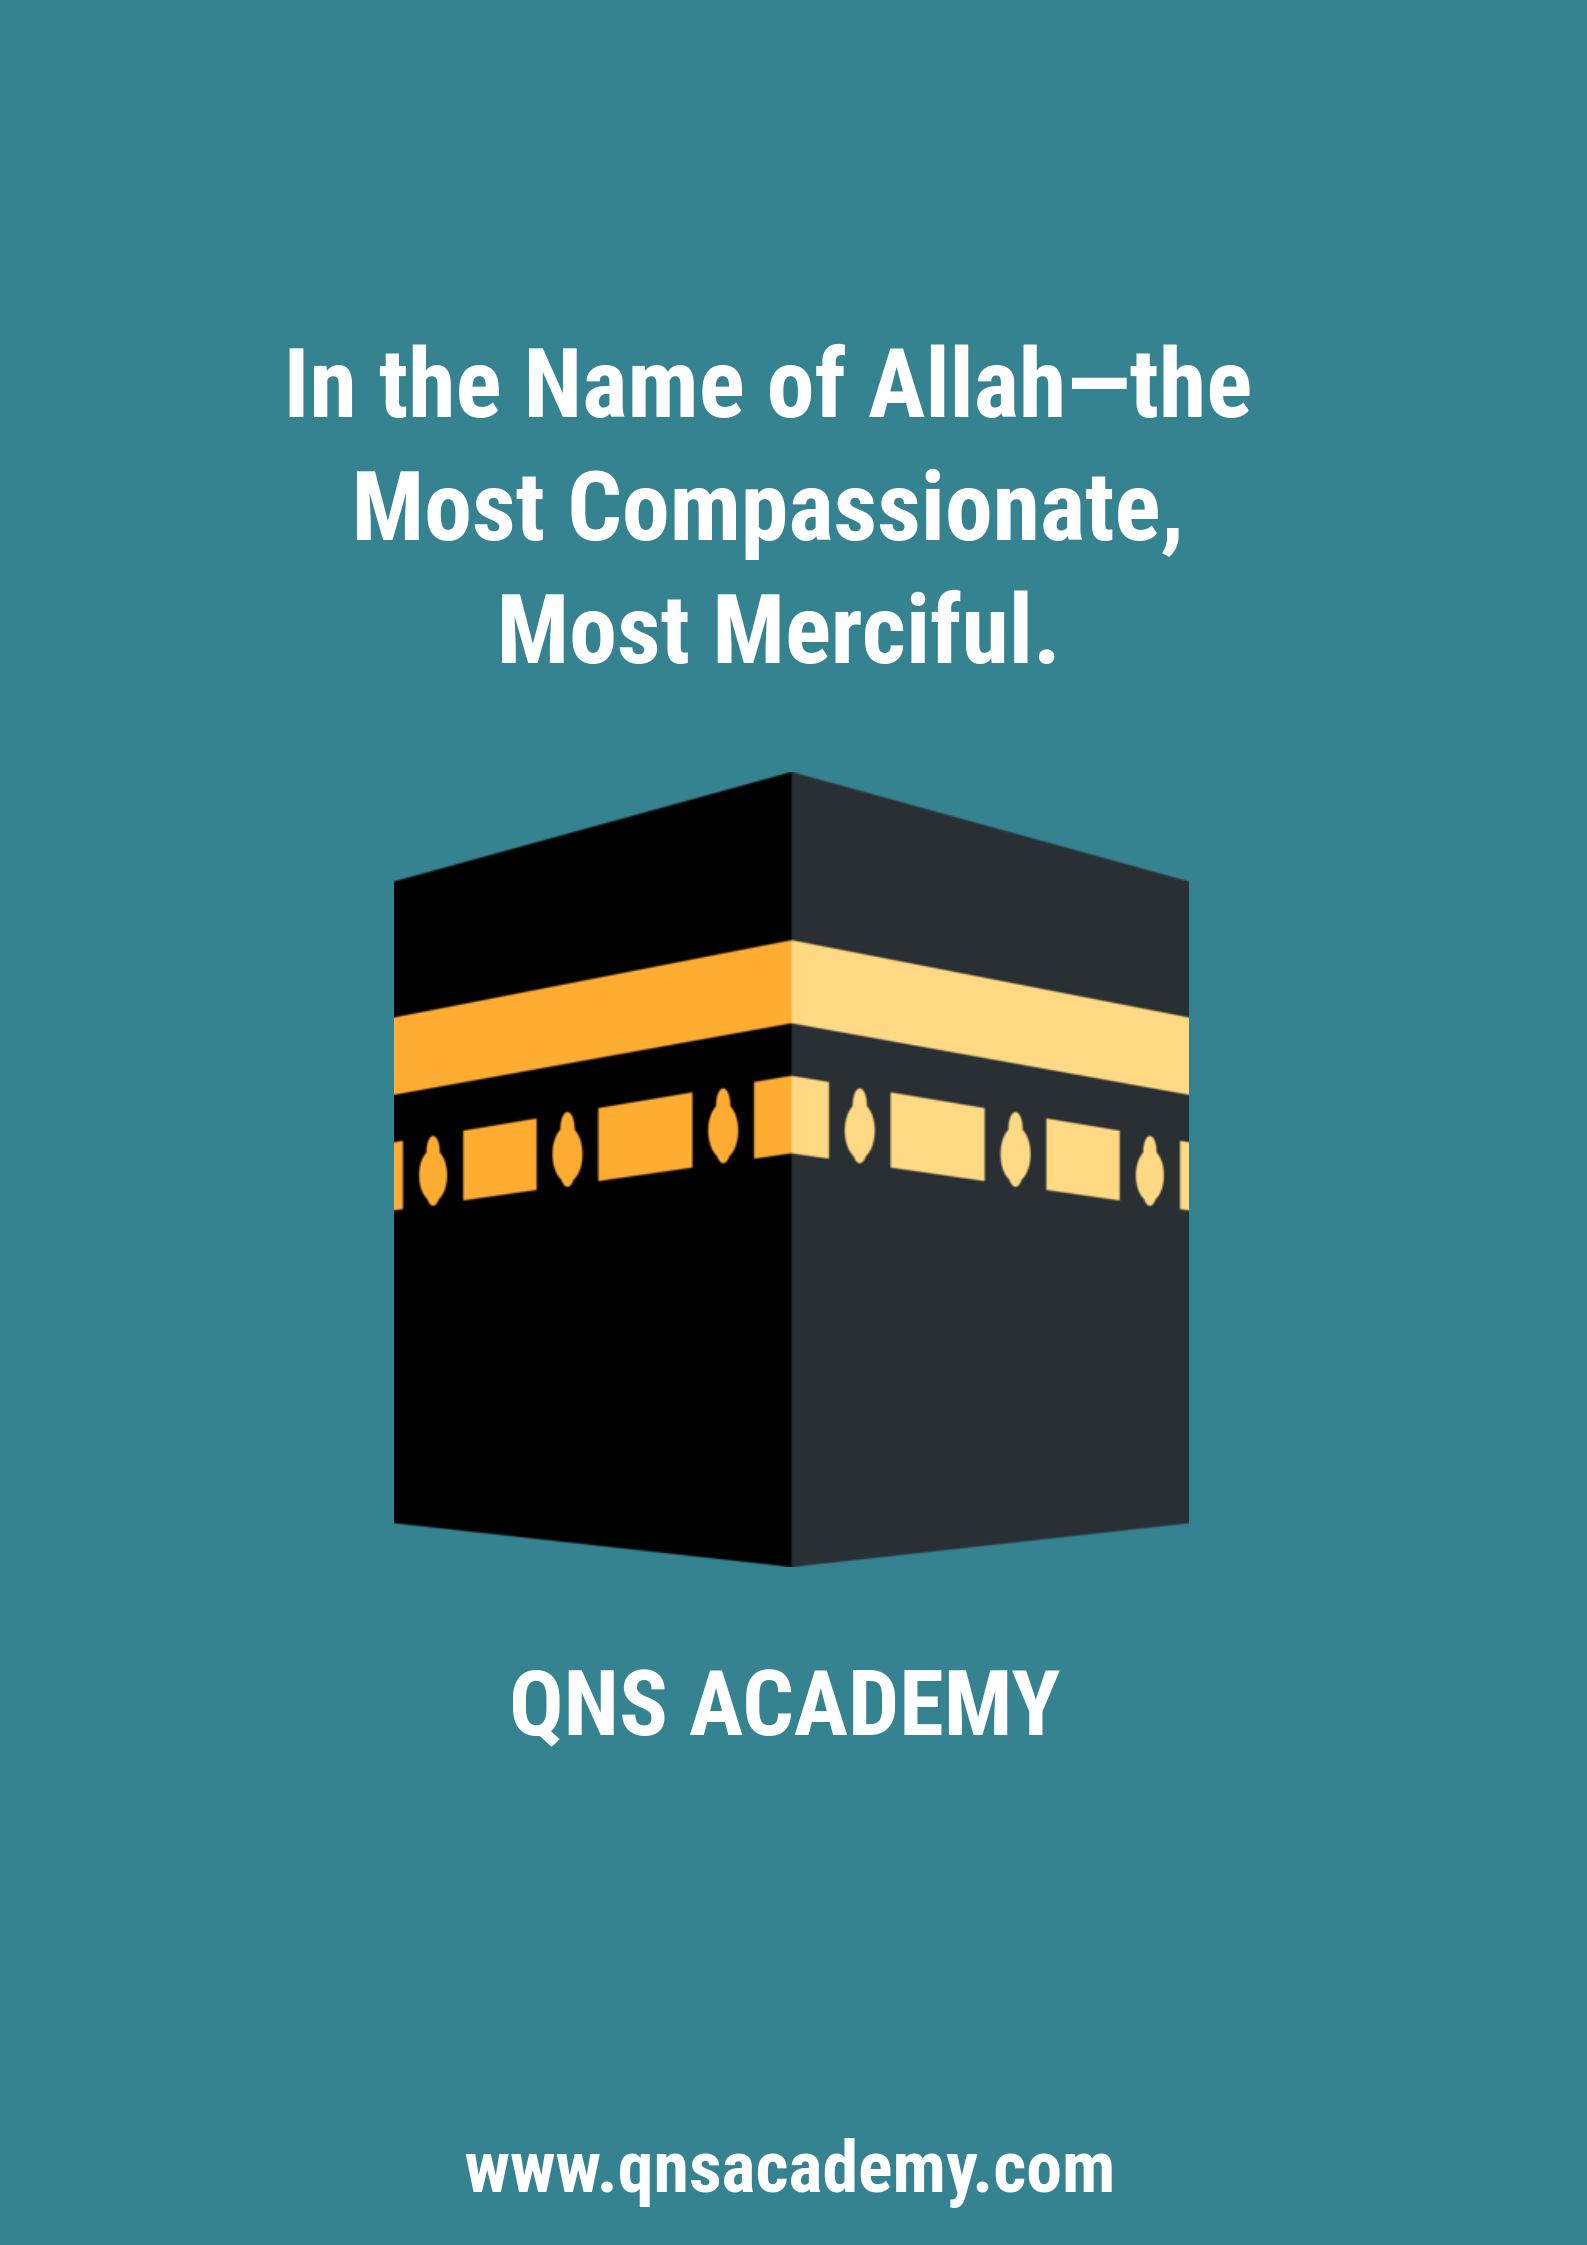 In the Name of Allah—the
Most Compassionate,
Most Merciful.
QNS ACADEMY
www.qnsacademy.com